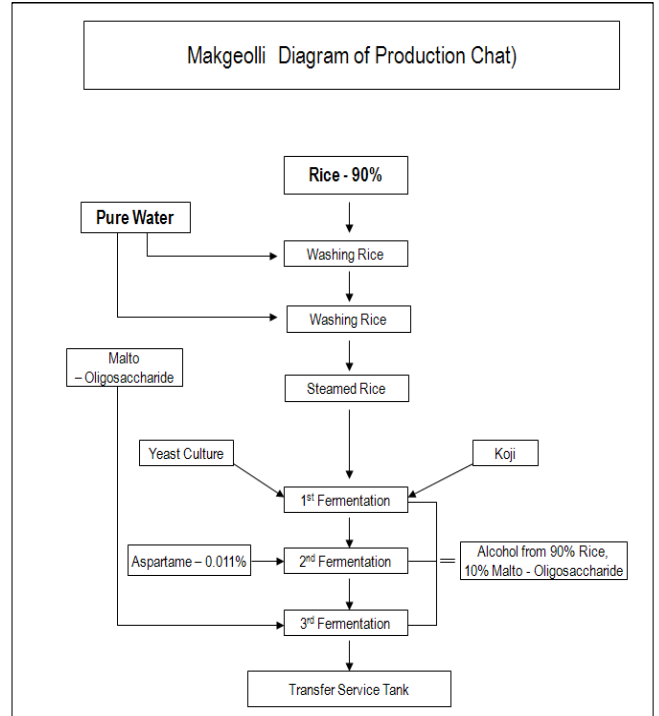 Makgeolli Diagram of Production Chat)
Rice - 90%
Pure Water
Washing Rice
Washing Rice
Malto
– Oligosaccharide
Steamed Rice
Yeast Culture
Koji
1st Fermentation
Aspartame – 0.011%
2nd Fermentation
Alcohol from 90% Rice,
10% Malto - Oligosaccharide
3rd Fermentation
Transfer Service Tank